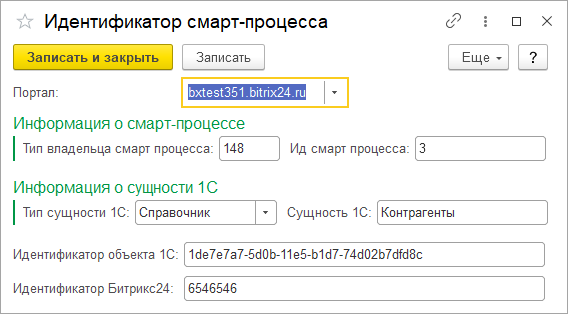 Идентификатор смарт-процесса
Записать и закрыть Записать Еще ?
Портал: bxtest351.bitrix24.ru
Информация о смарт-процессе
Тип владельца смарт процесса: 148 Ид смарт процесса: 3
Информация о сущности 1С
Тип сущности 1С: Справочник Сущность 1С: Контрагенты
Идентификатор объекта 1С: 1de7e7a7-5d0b-11e5-b1d7-74d02b7dfd8c
Идентификатор Битрикс24: 6546546